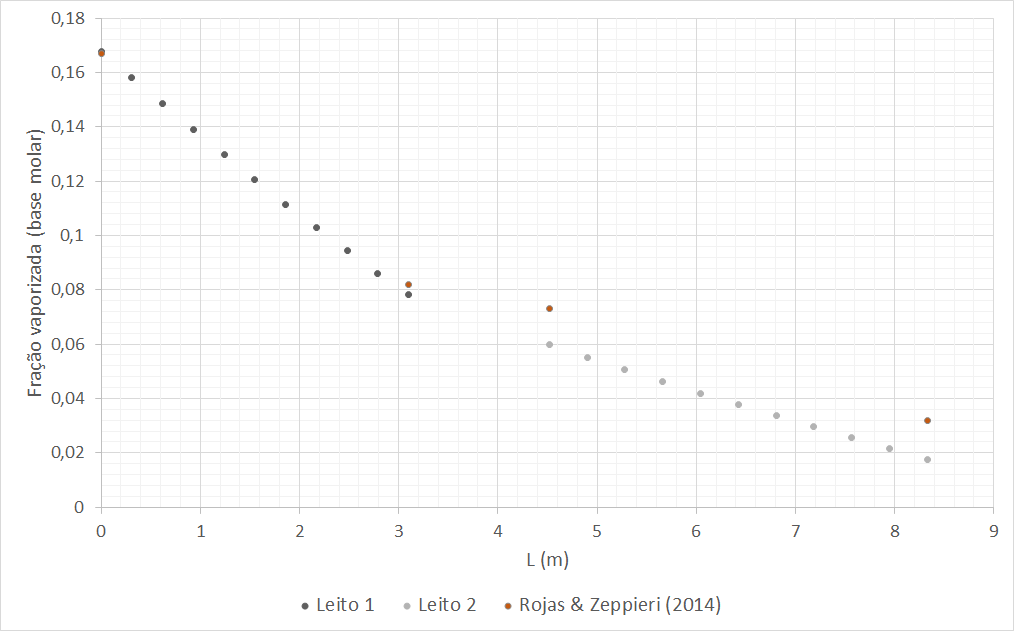 0,18
0,16
0,14
0,12
0,1
0,08
0,06
0,04
0,02
0
Fração vaporizada (base molar)
0 1 2 3 4 5 6 7 8 9
L (m)
Leito 1 Leito 2 Rojas & Zeppieri (2014)